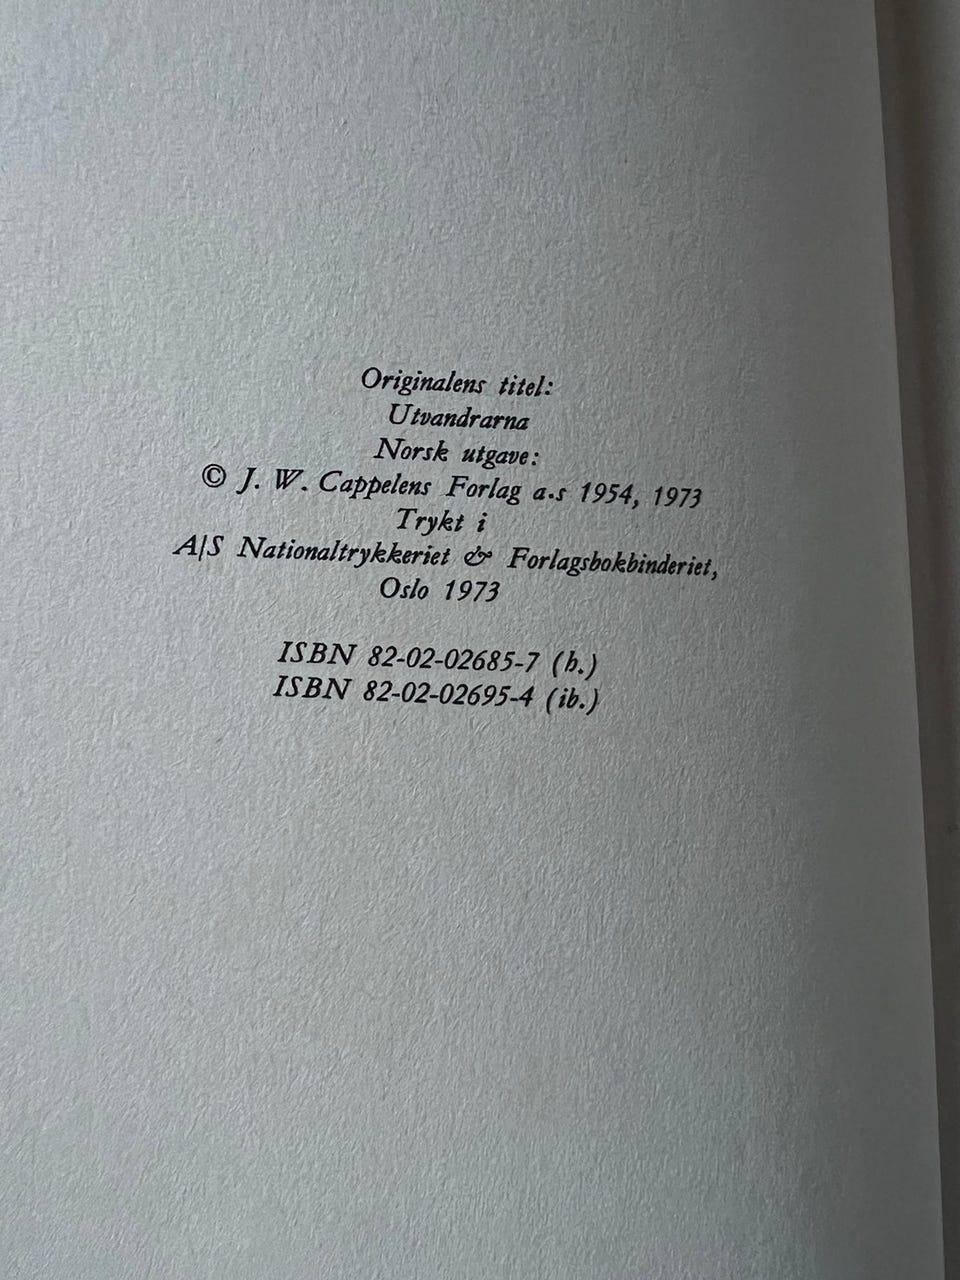 Originalens titel:
Utvandrarna
Norsk utgave:
© J. W. Cappelens Forlag a.s 1954, 1973
Trykt i
A/S Nationaltrykkeriet & Forlagsbokbinderiet,
Oslo 1973
ISBN 82-02-02685-7 (h.)
ISBN 82-02-02695-4 (ib.)